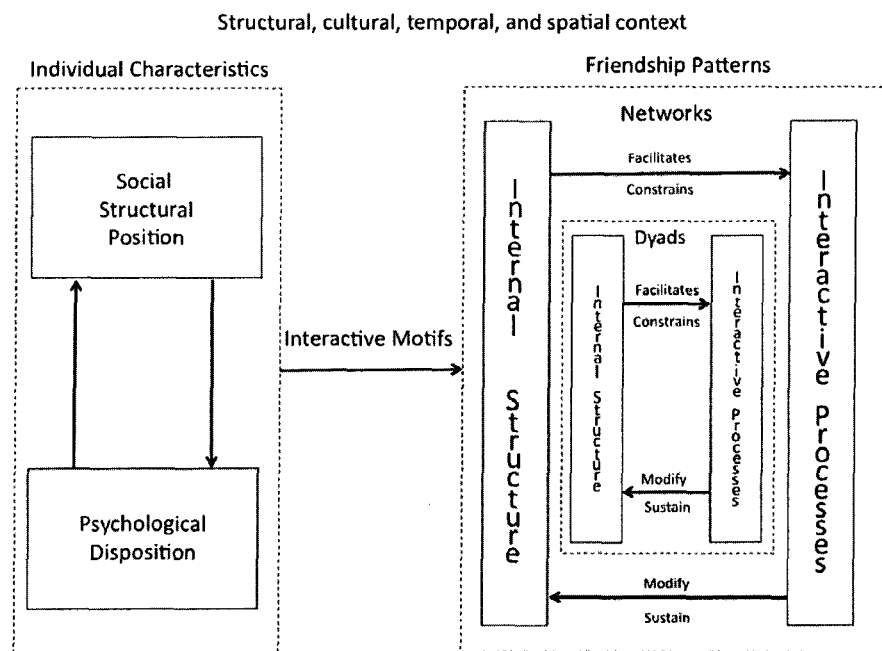 Structural, cultural, temporal, and spatial context
Individual Characteristics
Social
Structural
Position
Psychological
Disposition
Interactive Motifs
Friendship Patterns
Networks
Internal Structure
Facilitates
Constrains
Dyads
Internal Structure
Facilitates
Constrains
Modify
Sustain
Interactive Processes
Modify
Sustain
Interactive Processes